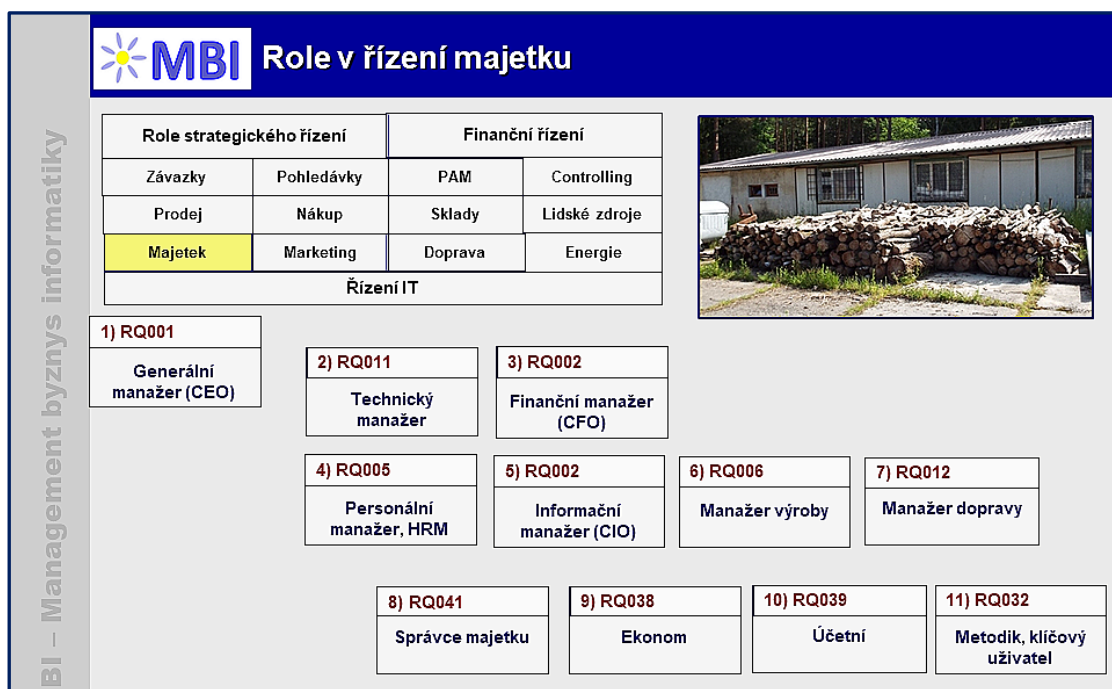 MBI
Role v řízení majetku
Role strategického řízení
Finanční řízení
Závazky
Pohledávky
PAM
Controlling
Prodej
Nákup
Sklady
Lidské zdroje
Majetek
Marketing
Doprava
Energie
Řízení IT
1) RQ001
Generální
manažer (CEO)
2) RQ011
Technický
manažer
3) RQ002
Finanční manažer
(CFO)
4) RQ005
Personální
manažer, HRM
5) RQ002
Informační
manažer (CIO)
6) RQ006
Manažer výroby
7) RQ012
Manažer dopravy
8) RQ041
Správce majetku
9) RQ038
Ekonom
10) RQ039
Účetní
11) RQ032
Metodik, klíčový
uživatel
BI – Management byznys informatiky